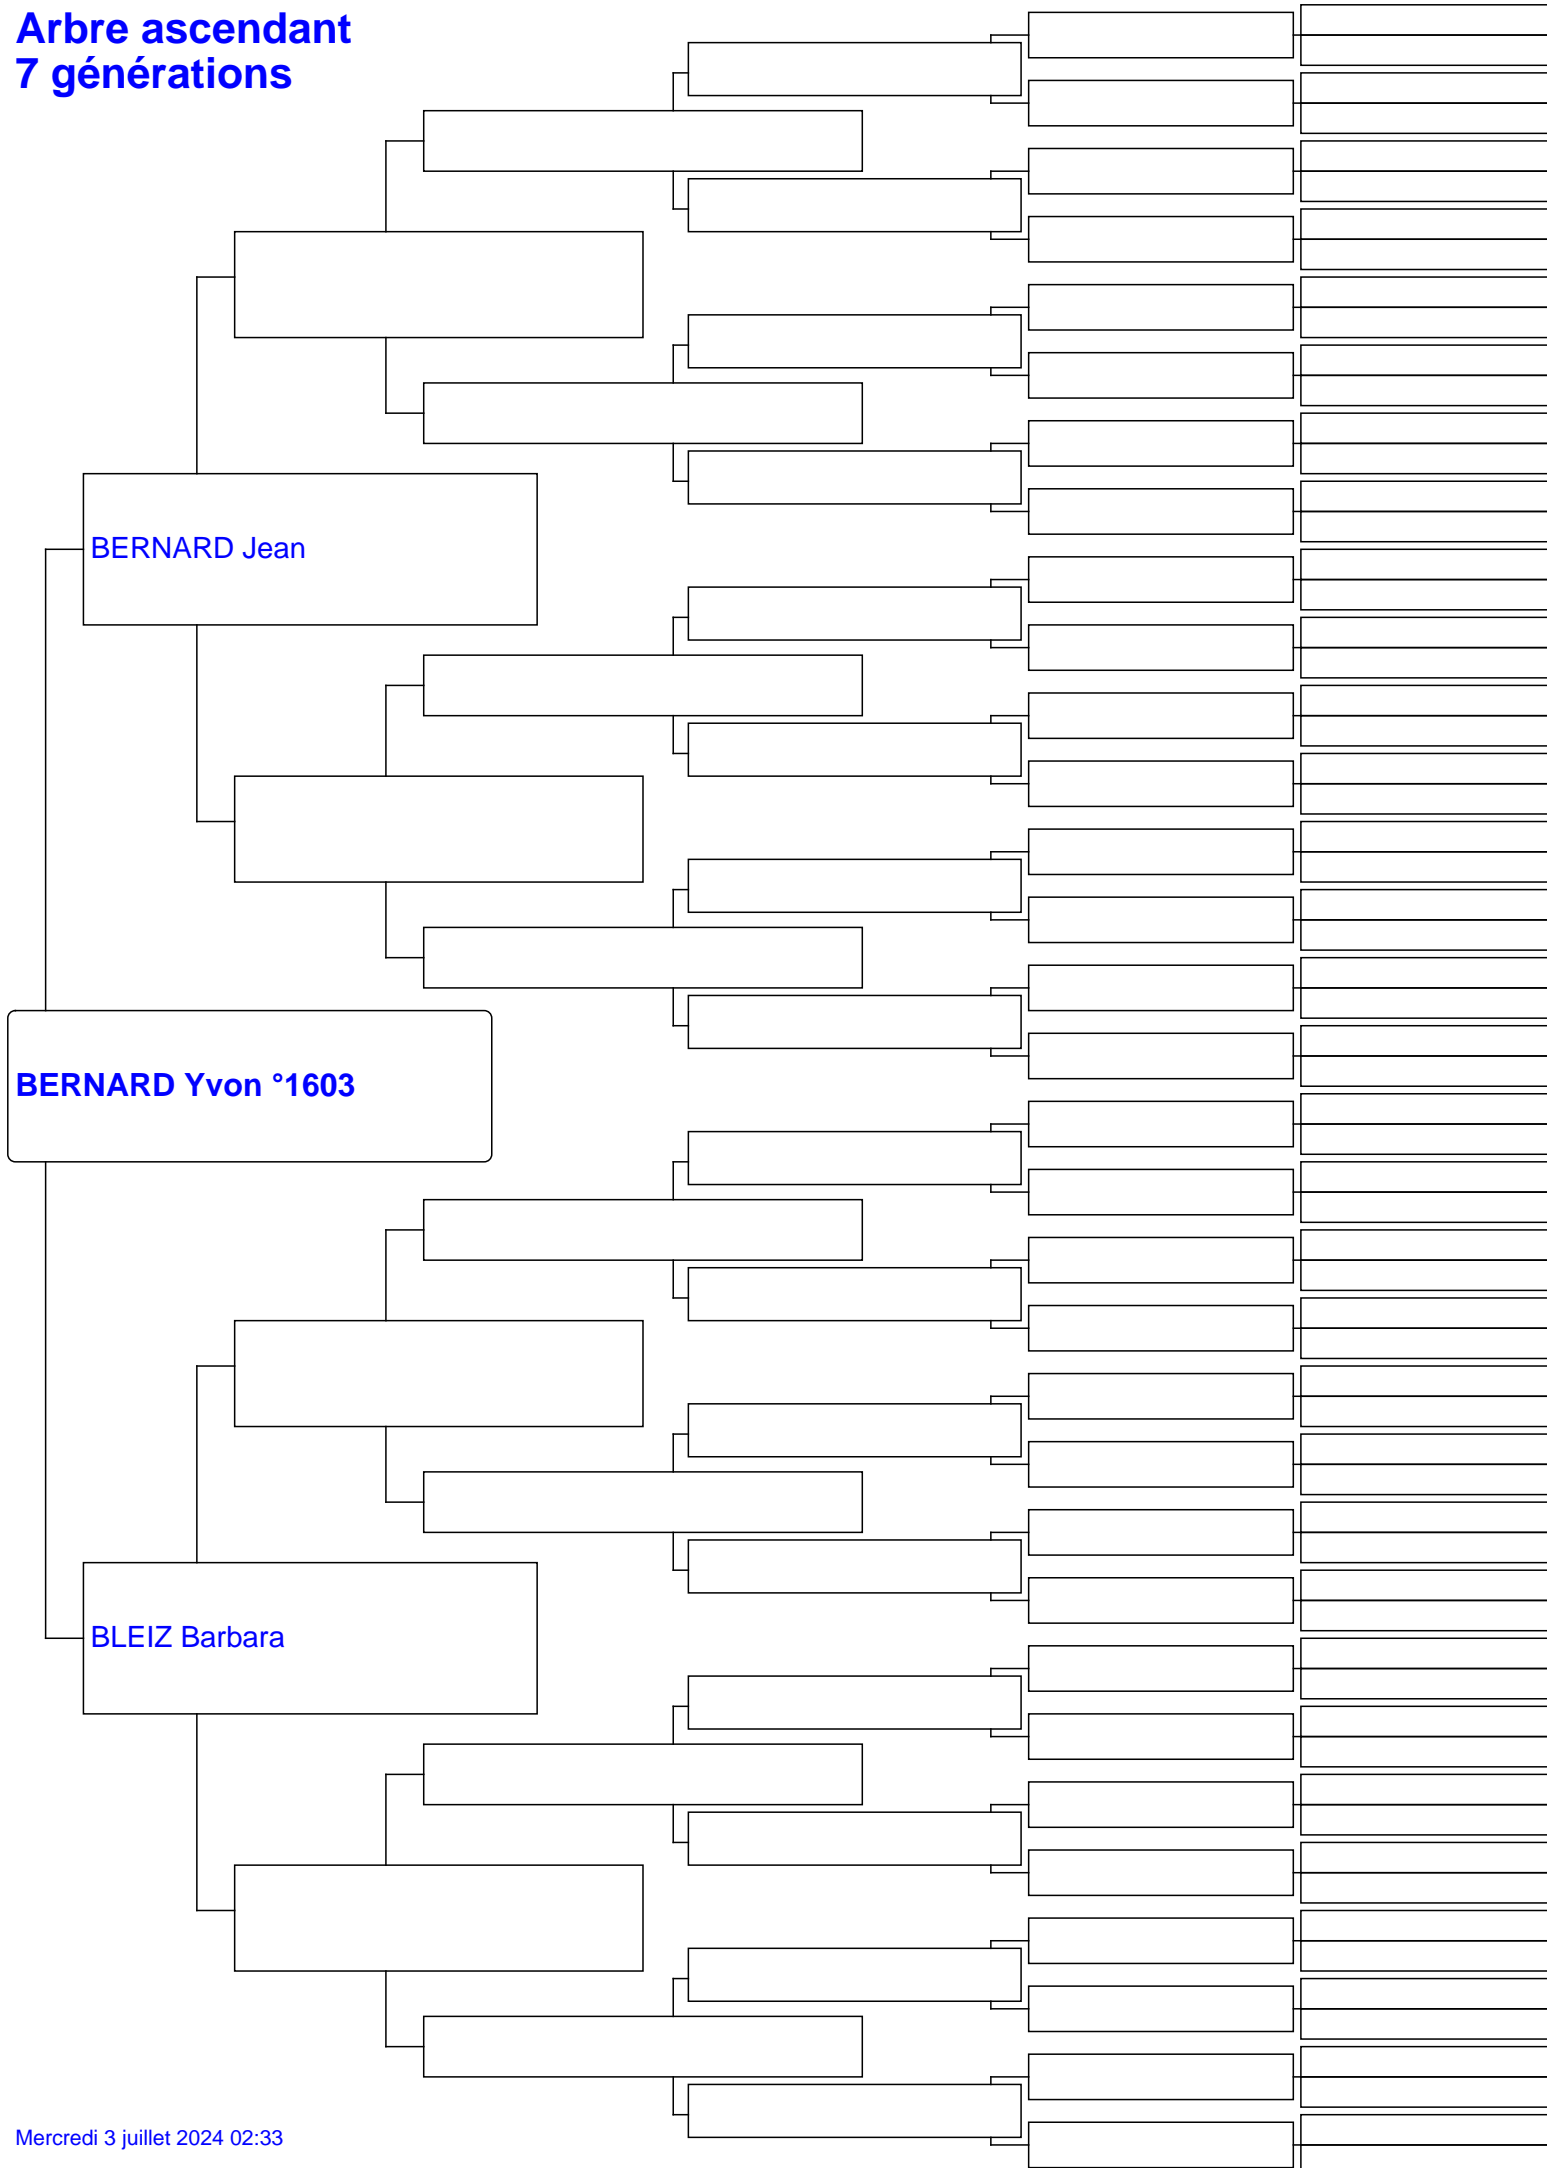 Arbre ascendant
7 générations
BERNARD Jean
BERNARD Yvon °1603
BLEIZ Barbara
Mercredi 3 juillet 2024 02:33